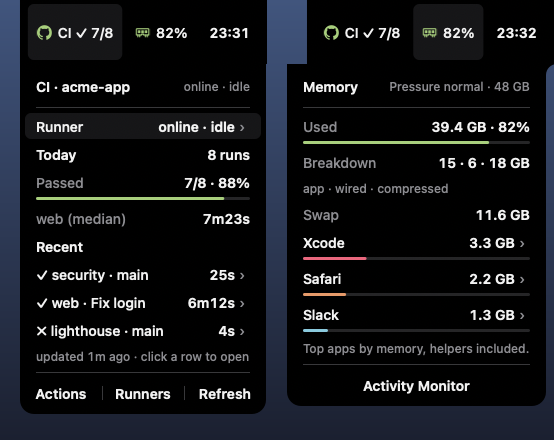 CI ✓ 7/8 82% 23:31
CI · acme-app online · idle
Runner online · idle ›
Today 8 runs
Passed 7/8 · 88%
web (median) 7m23s
Recent
✓ security · main 25s ›
✓ web · Fix login 6m12s ›
✕ lighthouse · main 4s ›
updated 1m ago · click a row to open
Actions Runners Refresh
CI ✓ 7/8 82% 23:32
Memory Pressure normal · 48 GB
Used 39.4 GB · 82%
Breakdown 15 · 6 · 18 GB
app · wired · compressed
Swap 11.6 GB
Xcode 3.3 GB ›
Safari 2.2 GB ›
Slack 1.3 GB ›
Top apps by memory, helpers included.
Activity Monitor